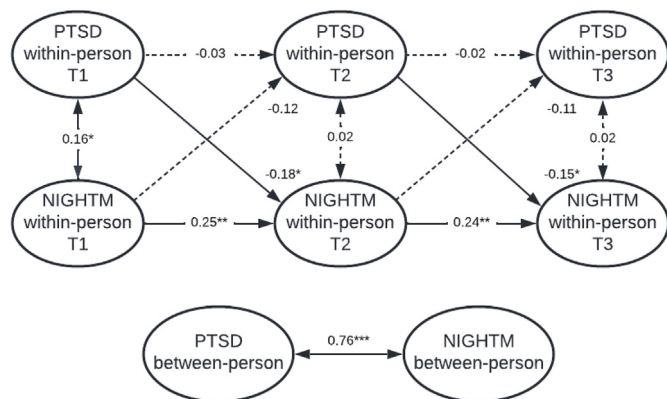 PTSD
within-person
T1
-0.03
PTSD
within-person
T2
-0.02
PTSD
within-person
T3
-0.12
-0.11
0.16*
0.02
0.02
-0.18*
-0.15*
NIGHTM
within-person
T1
0.25**
NIGHTM
within-person
T2
0.24**
NIGHTM
within-person
T3
PTSD
between-person
0.76***
NIGHTM
between-person